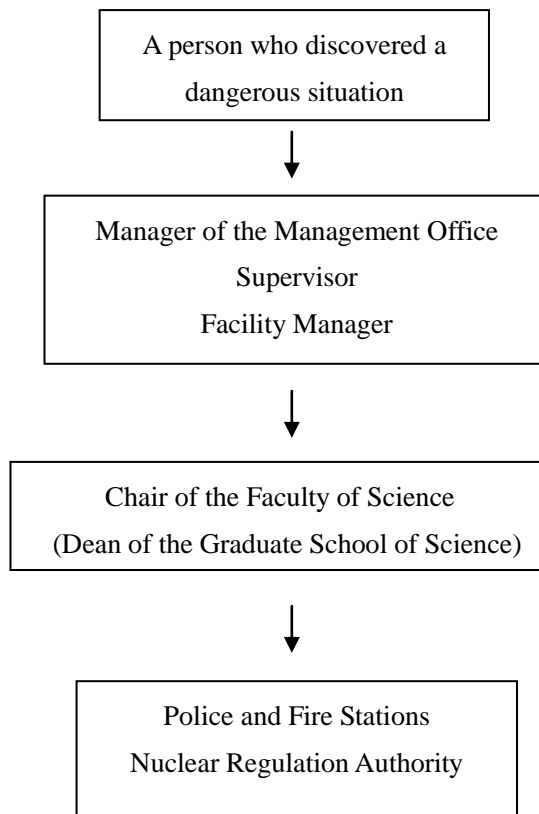 A person who discovered a
dangerous situation
Manager of the Management Office
Supervisor
Facility Manager
Chair of the Faculty of Science
(Dean of the Graduate School of Science)
Police and Fire Stations
Nuclear Regulation Authority